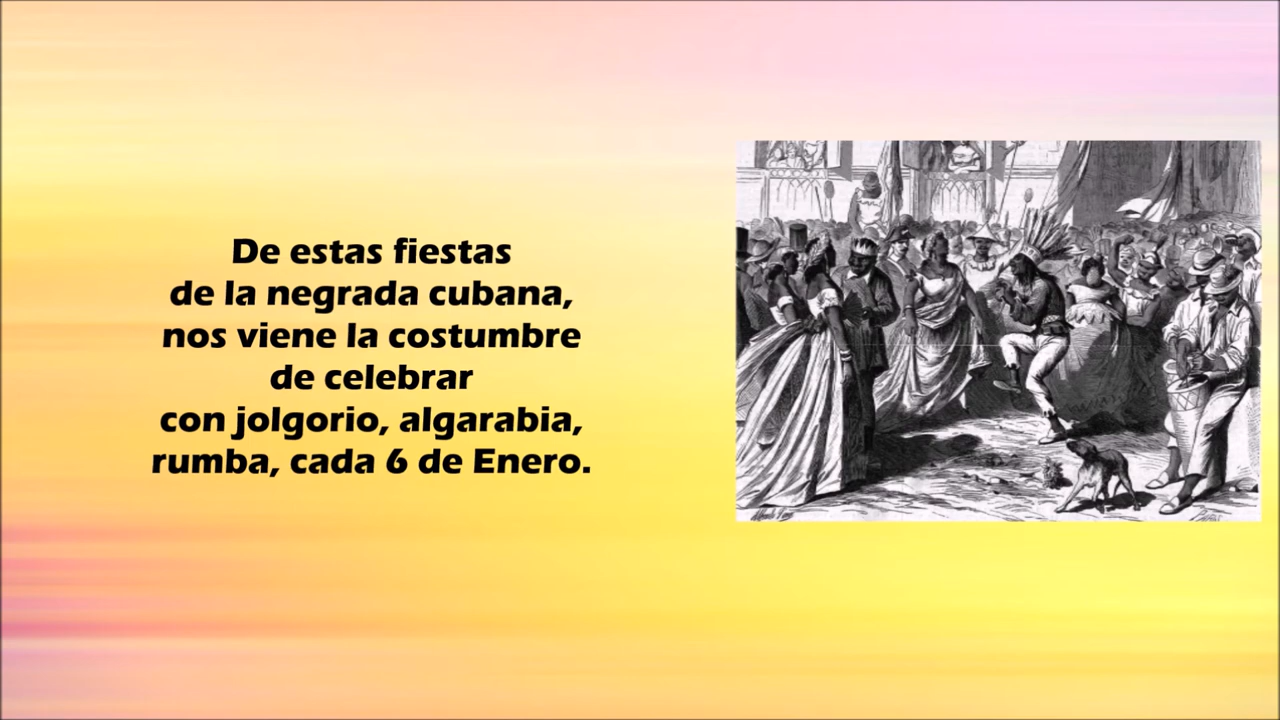 De estas fiestas
de la negrada cubana,
nos viene la costumbre
de celebrar
con jolgorio, algarabia,
rumba, cada 6 de Enero.